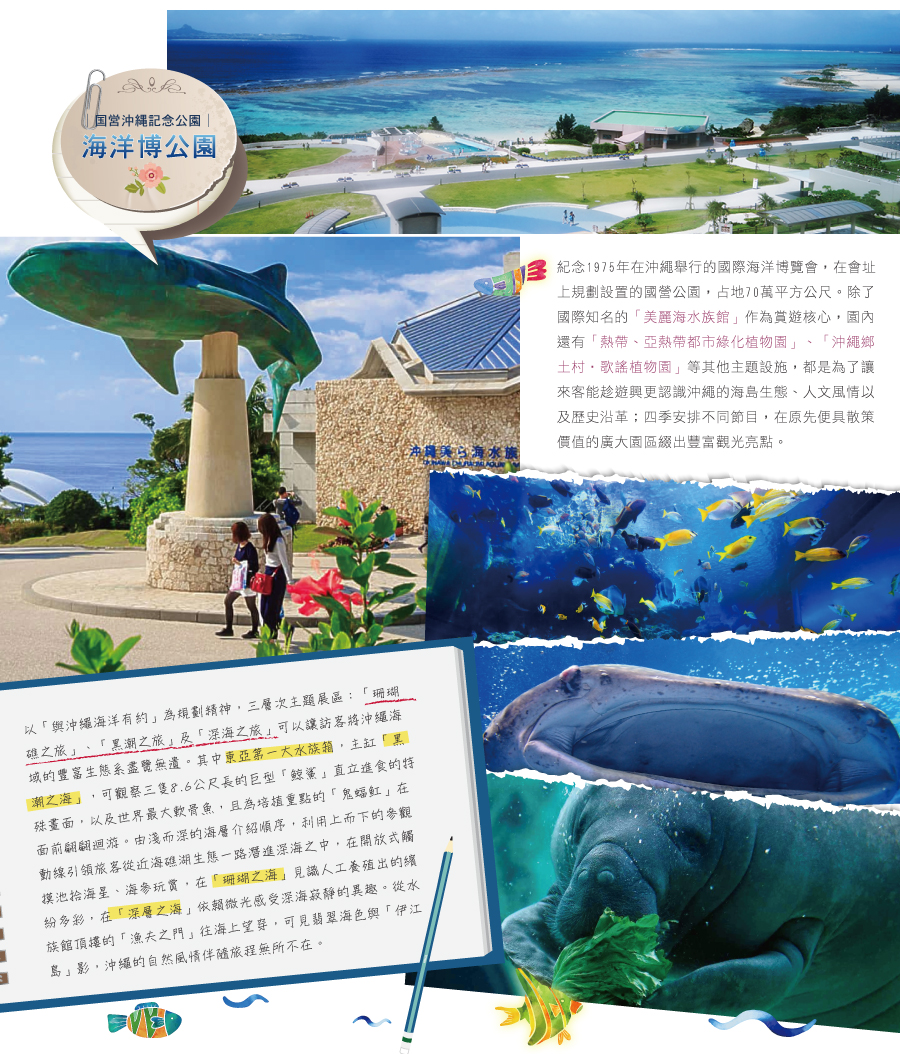 国営沖縄記念公園｜
海洋博公園
紀念1975年在沖繩舉行的國際海洋博覽會，在會址
上規劃設置的國營公園，占地70萬平方公尺。除了
國際知名的「美麗海水族館」作為賞遊核心，園內
還有「熱帶、亞熱帶都市綠化植物園」、「沖繩鄉
土村・歌謠植物園」等其他主題設施，都是為了讓
來客能趁遊興更認識沖繩的海島生態、人文風情以
及歷史沿革；四季安排不同節目，在原先便具散策
價值的廣大園區綴出豐富觀光亮點。
沖縄美ら海水族
以「與沖繩海洋有約」為規劃精神，三層次主題展區：「珊瑚
礁之旅」、「黑潮之旅」及「深海之旅」可以讓訪客將沖繩海
域的豐富生態系盡覽無遺。其中東亞第一大水族箱，主缸「黑
潮之海」，可觀察三隻8.6公尺長的巨型「鯨鯊」直立進食的特
殊畫面，以及世界最大軟骨魚，且為培植重點的「鬼蝠魟」在
面前翩翩迴游。由淺而深的海層介紹順序，利用上而下的參觀
動線引領旅客從近海礁湖生態一路潛進深海之中，在開放式觸
摸池拾海星、海參玩賞，在「珊瑚之海」見識人工養殖出的繽
紛多彩，在「深層之海」依賴微光感受深海寂靜的異趣。從水
族館頂樓的「漁夫之門」往海上望穿，可見翡翠海色與「伊江
島」影，沖繩的自然風情伴隨旅程無所不在。